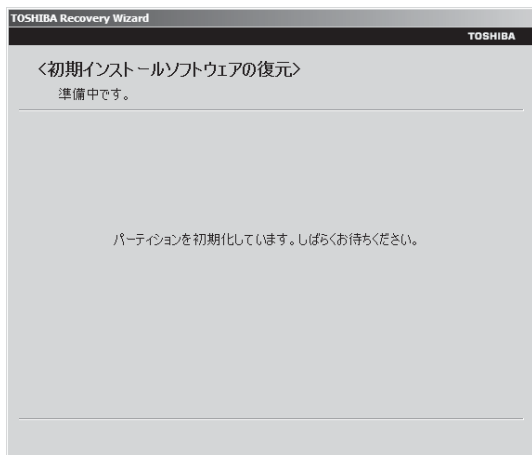 TOSHIBA Recovery Wizard
TOSHIBA
<初期インストールソフトウェアの復元>
準備中です。
パーティションを初期化しています。しばらくお待ちください。